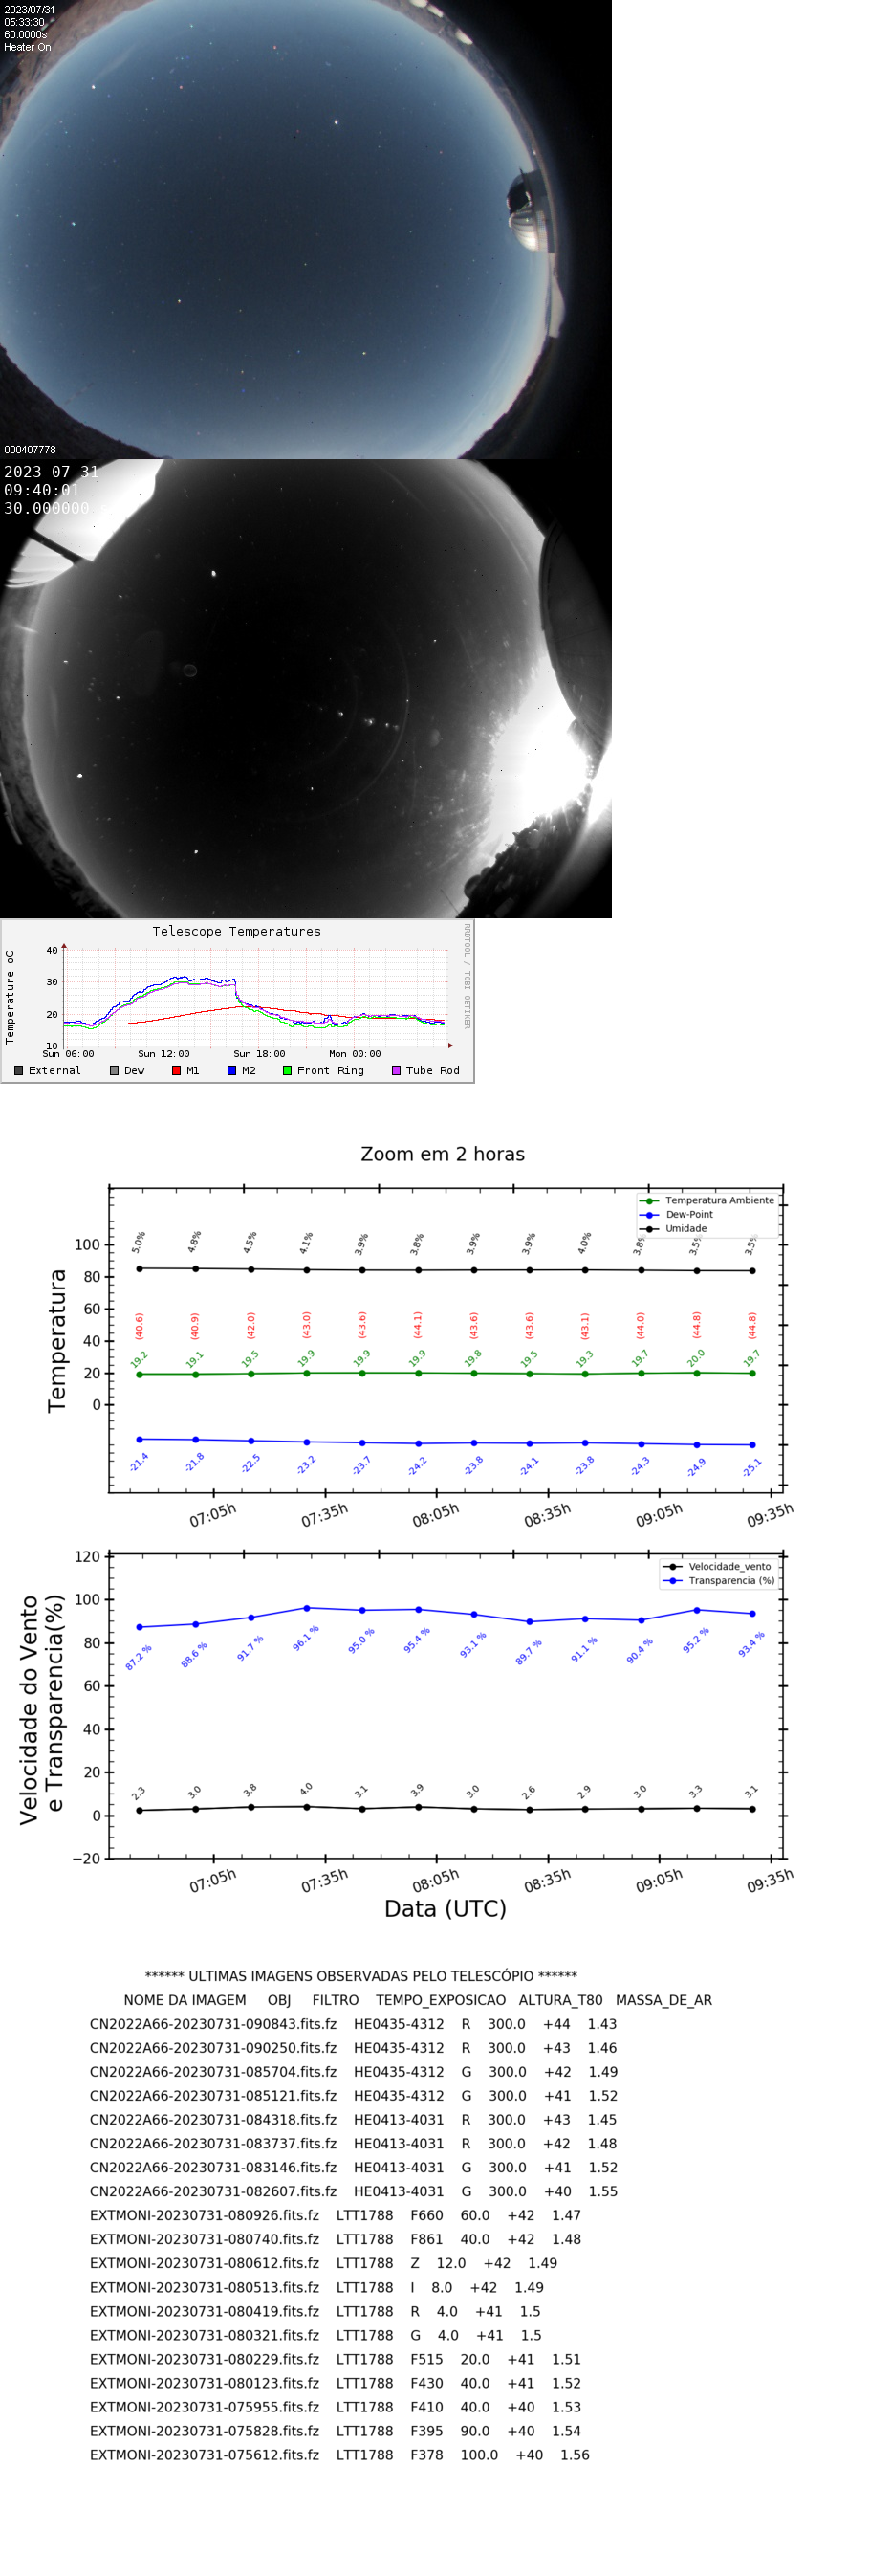 2023/07/31
05:33:30
60.0000s
Heater On
000407778
2023-07-31
09:40:01
30.000000 s
Telescope Temperatures
RRDTOOL / TOBI OETIKER
Temperature oC
40
30
20
10
Sun 06:00 Sun 12:00 Sun 18:00 Mon 00:00
External Dew M1 M2 Front Ring Tube Rod
Zoom em 2 horas
Temperatura Ambiente
Dew-Point
Umidade
Temperatura
100
80
60
40
20
0
5.0% 4.8% 4.5% 4.1% 3.9% 3.8% 3.9% 3.9% 4.0% 3.8% 3.5% 3.5%
(40.6) (40.9) (42.0) (43.0) (43.6) (44.1) (43.6) (43.6) (43.1) (44.0) (44.8) (44.8)
19.2 19.1 19.5 19.9 19.9 19.9 19.8 19.5 19.3 19.7 20.0 19.7
-21.4 -21.8 -22.5 -23.2 -23.7 -24.2 -23.8 -24.1 -23.8 -24.3 -24.9 -25.1
07:05h 07:35h 08:05h 08:35h 09:05h 09:35h
Velocidade do Vento
e Transparencia(%)
Velocidade_vento
Transparencia (%)
120
100
80
60
40
20
0
−20
87.2 % 88.6 % 91.7 % 96.1 % 95.0 % 95.4 % 93.1 % 89.7 % 91.1 % 90.4 % 95.2 % 93.4 %
2.3 3.0 3.8 4.0 3.1 3.9 3.0 2.6 2.9 3.0 3.3 3.1
07:05h 07:35h 08:05h 08:35h 09:05h 09:35h
Data (UTC)
****** ULTIMAS IMAGENS OBSERVADAS PELO TELESCÓPIO ******
NOME DA IMAGEM OBJ FILTRO TEMPO_EXPOSICAO ALTURA_T80 MASSA_DE_AR
CN2022A66-20230731-090843.fits.fz HE0435-4312 R 300.0 +44 1.43
CN2022A66-20230731-090250.fits.fz HE0435-4312 R 300.0 +43 1.46
CN2022A66-20230731-085704.fits.fz HE0435-4312 G 300.0 +42 1.49
CN2022A66-20230731-085121.fits.fz HE0435-4312 G 300.0 +41 1.52
CN2022A66-20230731-084318.fits.fz HE0413-4031 R 300.0 +43 1.45
CN2022A66-20230731-083737.fits.fz HE0413-4031 R 300.0 +42 1.48
CN2022A66-20230731-083146.fits.fz HE0413-4031 G 300.0 +41 1.52
CN2022A66-20230731-082607.fits.fz HE0413-4031 G 300.0 +40 1.55
EXTMONI-20230731-080926.fits.fz LTT1788 F660 60.0 +42 1.47
EXTMONI-20230731-080740.fits.fz LTT1788 F861 40.0 +42 1.48
EXTMONI-20230731-080612.fits.fz LTT1788 Z 12.0 +42 1.49
EXTMONI-20230731-080513.fits.fz LTT1788 I 8.0 +42 1.49
EXTMONI-20230731-080419.fits.fz LTT1788 R 4.0 +41 1.5
EXTMONI-20230731-080321.fits.fz LTT1788 G 4.0 +41 1.5
EXTMONI-20230731-080229.fits.fz LTT1788 F515 20.0 +41 1.51
EXTMONI-20230731-080123.fits.fz LTT1788 F430 40.0 +41 1.52
EXTMONI-20230731-075955.fits.fz LTT1788 F410 40.0 +40 1.53
EXTMONI-20230731-075828.fits.fz LTT1788 F395 90.0 +40 1.54
EXTMONI-20230731-075612.fits.fz LTT1788 F378 100.0 +40 1.56